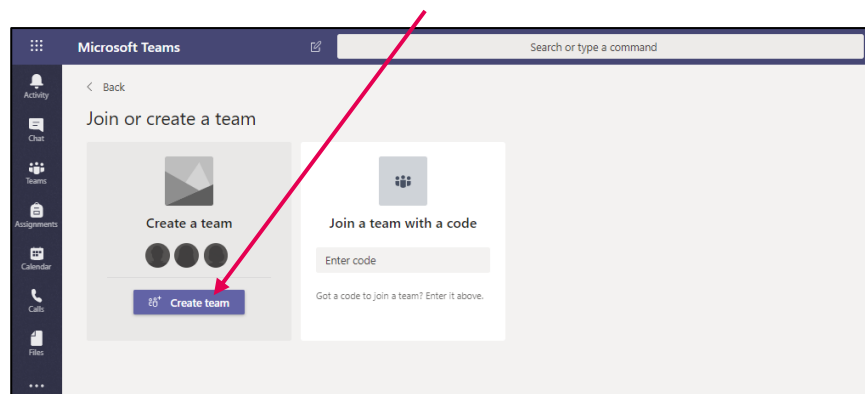 Microsoft Teams
Search or type a command
Activity
Chat
Teams
Assignments
Calendar
Calls
Files
Back
Join or create a team
Create a team
Create team
Join a team with a code
Enter code
Got a code to join a team? Enter it above.